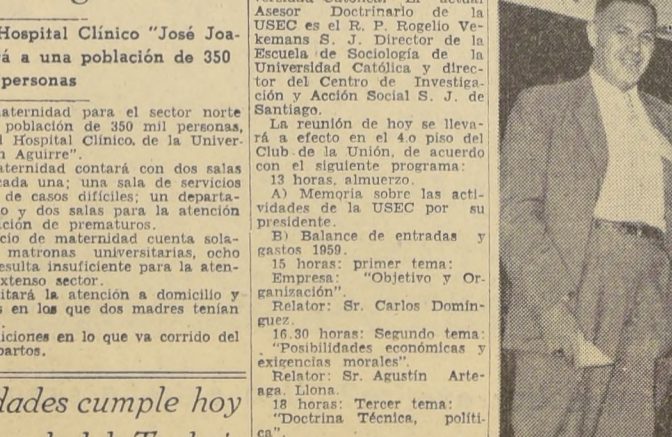 Hospital Clínico "José Joa-
á a una población de 350
personas
aternidad para el sector norte
población de 350 mil personas,
l Hospital Clínico de la Univer-
n Aguirre".
aternidad contará con dos salas
cada una; una sala de servicios
de casos difíciles; un departa-
o y dos salas para la atención
ción de prematuros.
cio de maternidad cuenta sola-
matronas universitarias, ocho
esulta insuficiente para la aten-
xtenso sector.
itará la atención a domicilio y
s en los que dos madres tenían
iciones en lo que va corrido del
partos.
dades cumple hoy
Asesor Doctrinario de la
USEC es el R. P. Rogelio Ve-
kemans S. J. Director de la
Escuela de Sociología de la
Universidad Católica y direc-
tor del Centro de Investiga-
ción y Acción Social S. J. de
Santiago.
La reunión de hoy se lleva-
rá a efecto en el 4.o piso del
Club de la Unión, de acuerdo
con el siguiente programa:
13 horas, almuerzo.
A) Memoria sobre las acti-
vidades de la USEC por su
presidente.
B) Balance de entradas y
gastos 1959.
15 horas: primer tema:
Empresa: "Objetivo y Or-
ganización".
Relator: Sr. Carlos Domín-
guez.
16.30 horas: Segundo tema:
"Posibilidades económicas y
exigencias morales".
Relator: Sr. Agustín Arte-
aga. Llona.
18 horas: Tercer tema:
"Doctrina Técnica, políti-
ca".